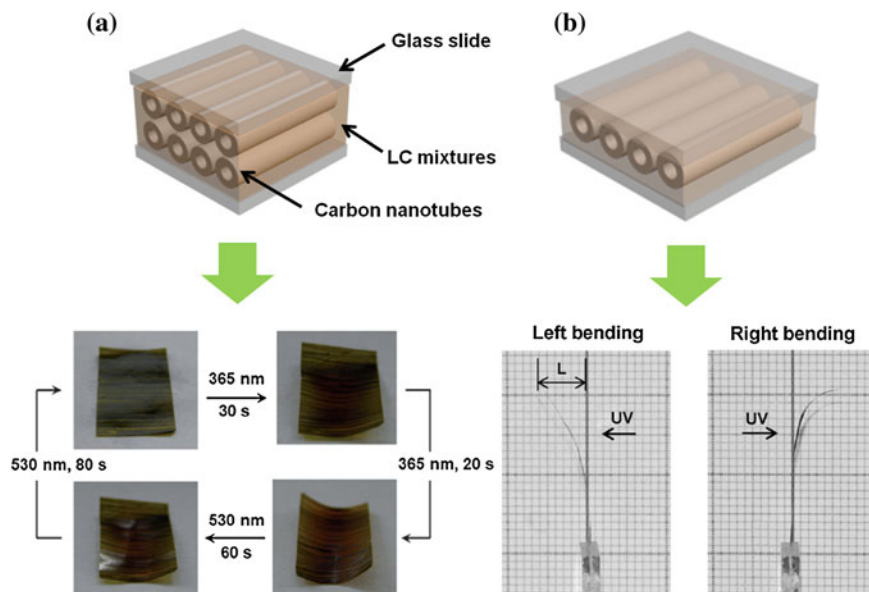 (a)
(b)
Glass slide
LC mixtures
Carbon nanotubes
365 nm
30 s
530 nm, 80 s
365 nm, 20 s
530 nm
60 s
Left bending
Right bending
L
UV
UV